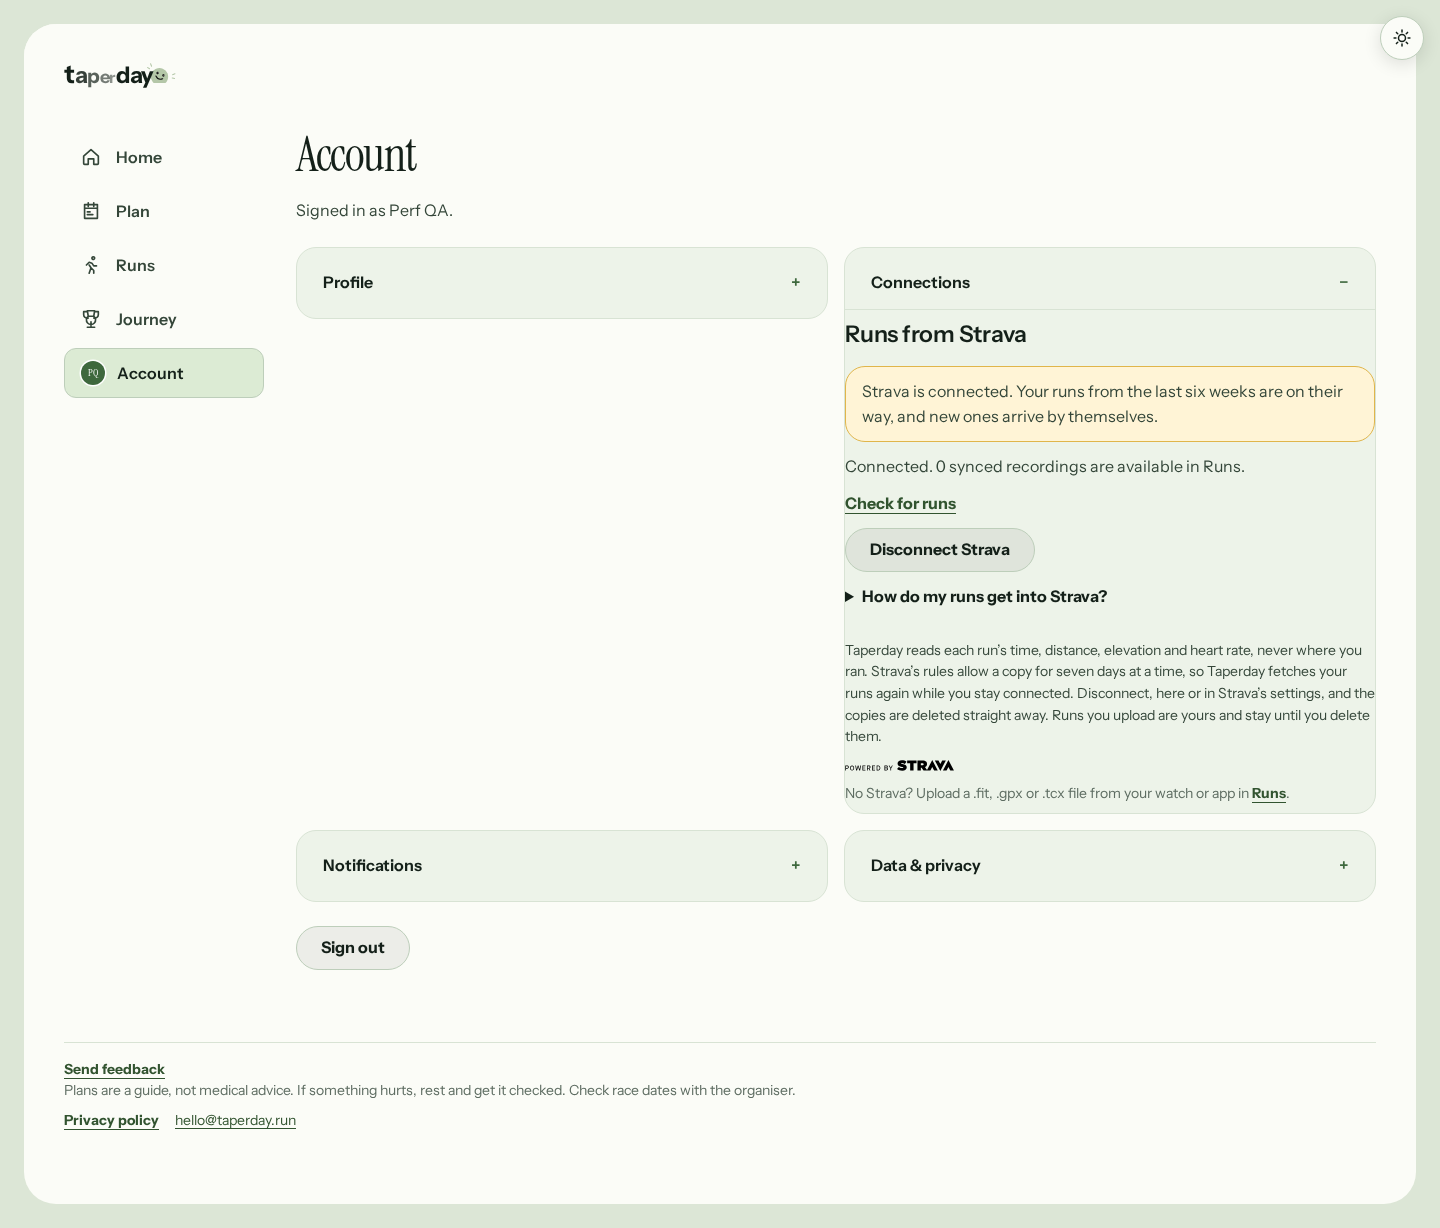 taperday
Home
Plan
Runs
Journey
PQ Account
Account
Signed in as Perf QA.
Profile +
Connections –
Runs from Strava
Strava is connected. Your runs from the last six weeks are on their
way, and new ones arrive by themselves.
Connected. 0 synced recordings are available in Runs.
Check for runs
Disconnect Strava
How do my runs get into Strava?
Taperday reads each run’s time, distance, elevation and heart rate, never where you
ran. Strava’s rules allow a copy for seven days at a time, so Taperday fetches your
runs again while you stay connected. Disconnect, here or in Strava’s settings, and the
copies are deleted straight away. Runs you upload are yours and stay until you delete
them.
POWERED BY STRAVA
No Strava? Upload a .fit, .gpx or .tcx file from your watch or app in Runs.
Notifications +
Data & privacy +
Sign out
Send feedback
Plans are a guide, not medical advice. If something hurts, rest and get it checked. Check race dates with the organiser.
Privacy policy hello@taperday.run